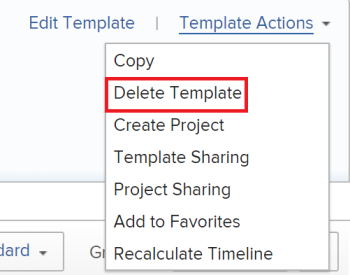 Edit Template | Template Actions
Copy
Delete Template
Create Project
Template Sharing
Project Sharing
Add to Favorites
dard
Gr
Recalculate Timeline